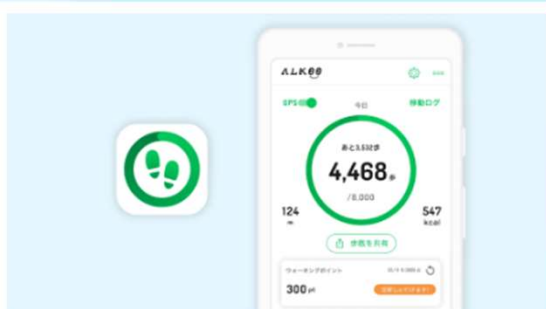 ALKOO
GPS
今日
移動ログ
あと3,532歩
4,468歩
/8,000
124
m
547
kcal
歩数を共有
ウォーキングポイント
300 pt